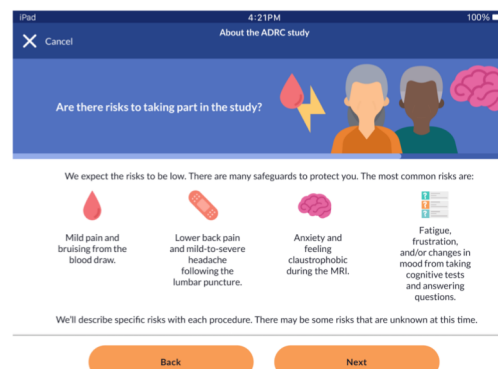 iPad 4:21PM 100%
Cancel About the ADRC study
Are there risks to taking part in the study?
We expect the risks to be low. There are many safeguards to protect you. The most common risks are:
Mild pain and
bruising from the
blood draw.
Lower back pain
and mild-to-severe
headache
following the
lumbar puncture.
Anxiety and
feeling
claustrophobic
during the MRI.
Fatigue,
frustration,
and/or changes in
mood from taking
cognitive tests
and answering
questions.
We'll describe specific risks with each procedure. There may be some risks that are unknown at this time.
Back Next